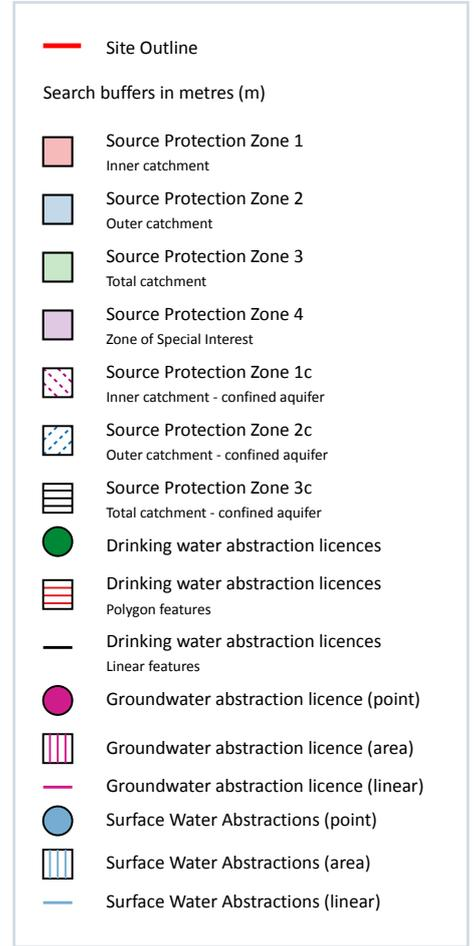 Site Outline
Search buffers in metres (m)
Source Protection Zone 1
Inner catchment
Source Protection Zone 2
Outer catchment
Source Protection Zone 3
Total catchment
Source Protection Zone 4
Zone of Special Interest
Source Protection Zone 1c
Inner catchment - confined aquifer
Source Protection Zone 2c
Outer catchment - confined aquifer
Source Protection Zone 3c
Total catchment - confined aquifer
Drinking water abstraction licences
Drinking water abstraction licences
Polygon features
Drinking water abstraction licences
Linear features
Groundwater abstraction licence (point)
Groundwater abstraction licence (area)
Groundwater abstraction licence (linear)
Surface Water Abstractions (point)
Surface Water Abstractions (area)
Surface Water Abstractions (linear)